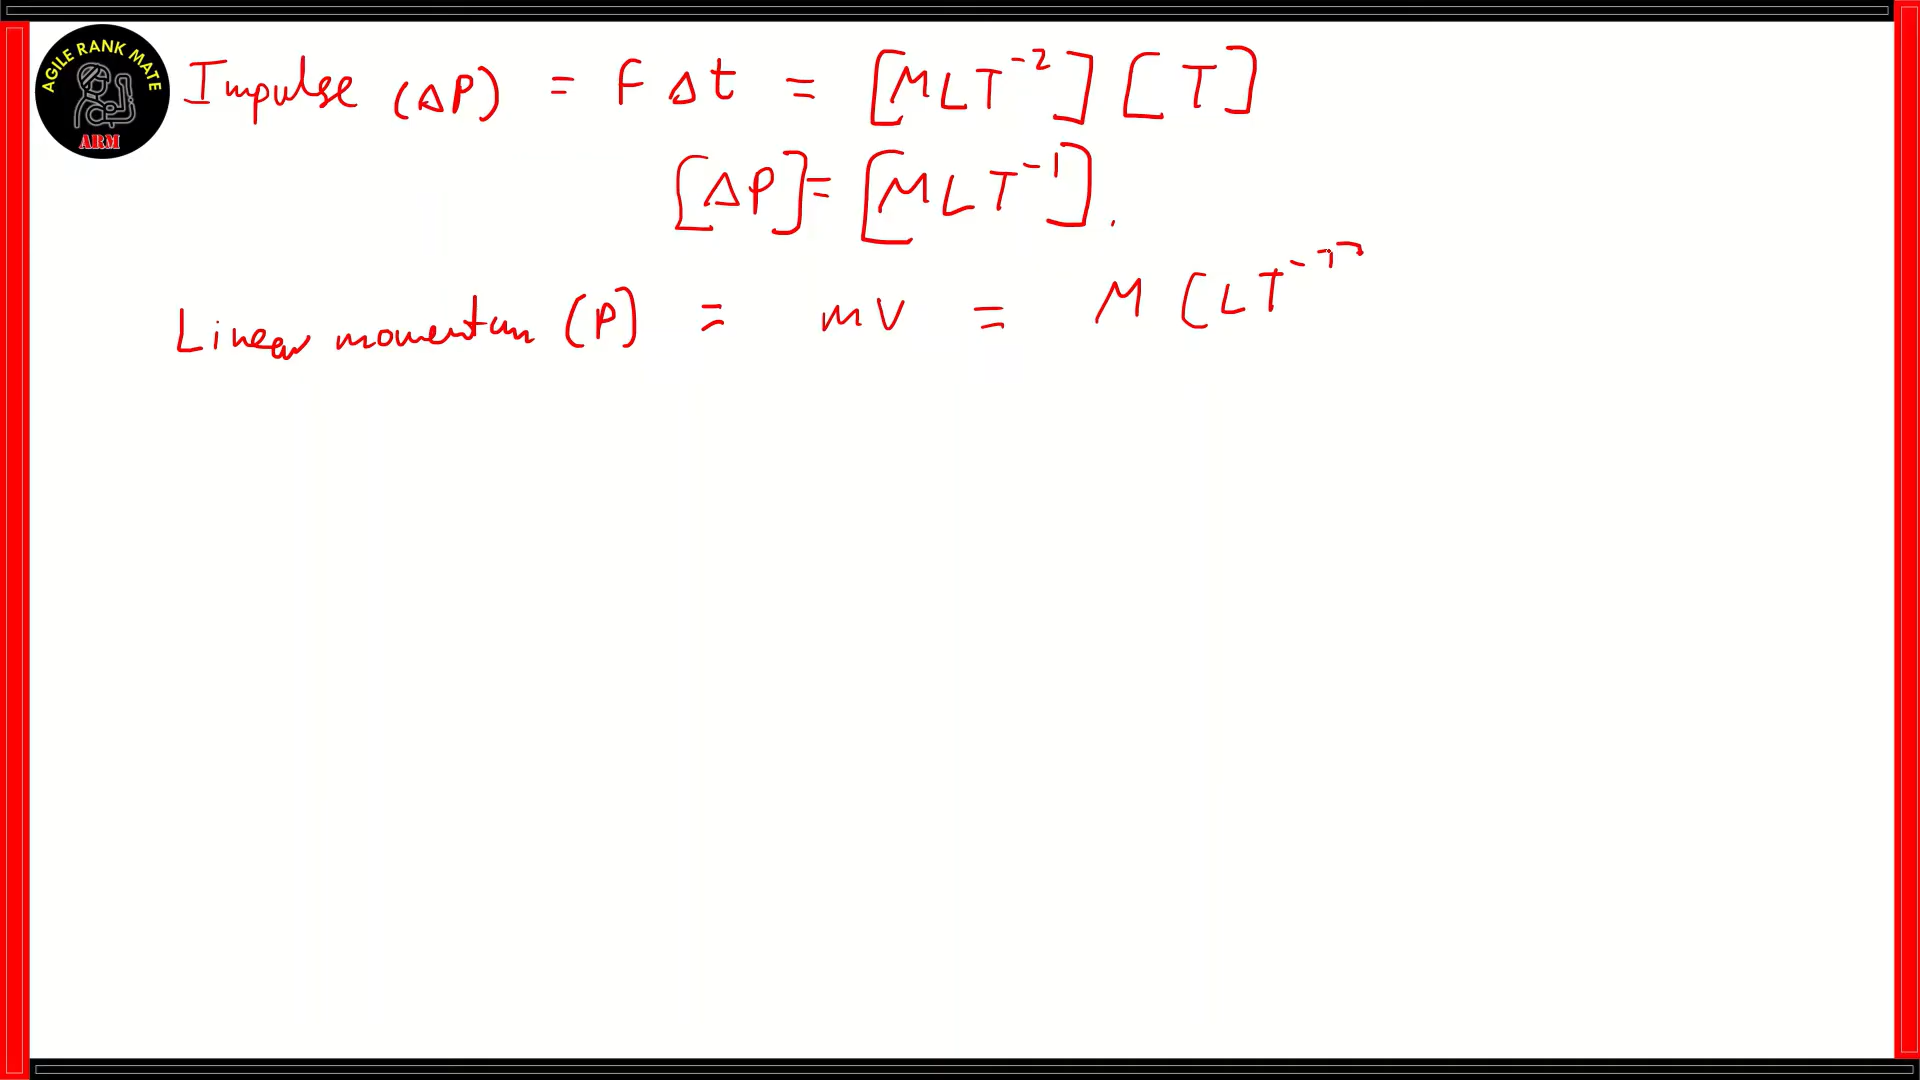 AGILE RANK MATE
ARM
Impulse (ΔP) = F Δt = [MLT⁻²] [T]
[ΔP] = [MLT⁻¹].
Linear momentum (P) = mv = M (LT⁻¹